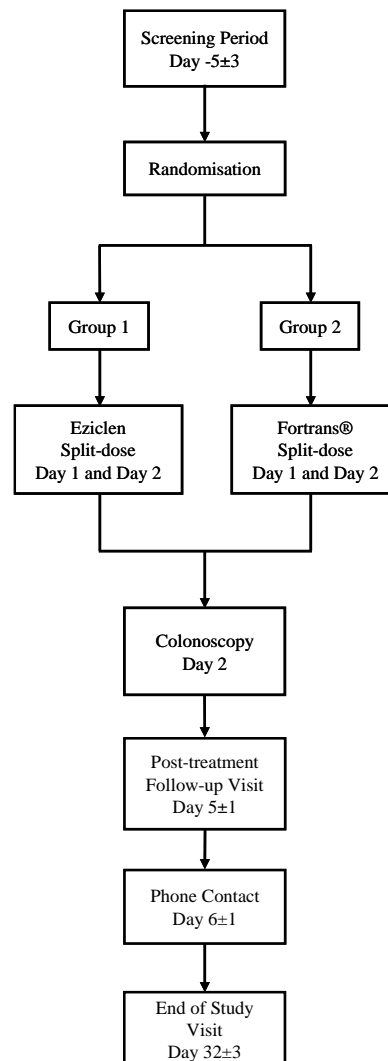 Screening Period
Day -5±3
Randomisation
Group 1
Group 2
Eziclen
Split-dose
Day 1 and Day 2
Fortrans®
Split-dose
Day 1 and Day 2
Colonoscopy
Day 2
Post-treatment
Follow-up Visit
Day 5±1
Phone Contact
Day 6±1
End of Study
Visit
Day 32±3